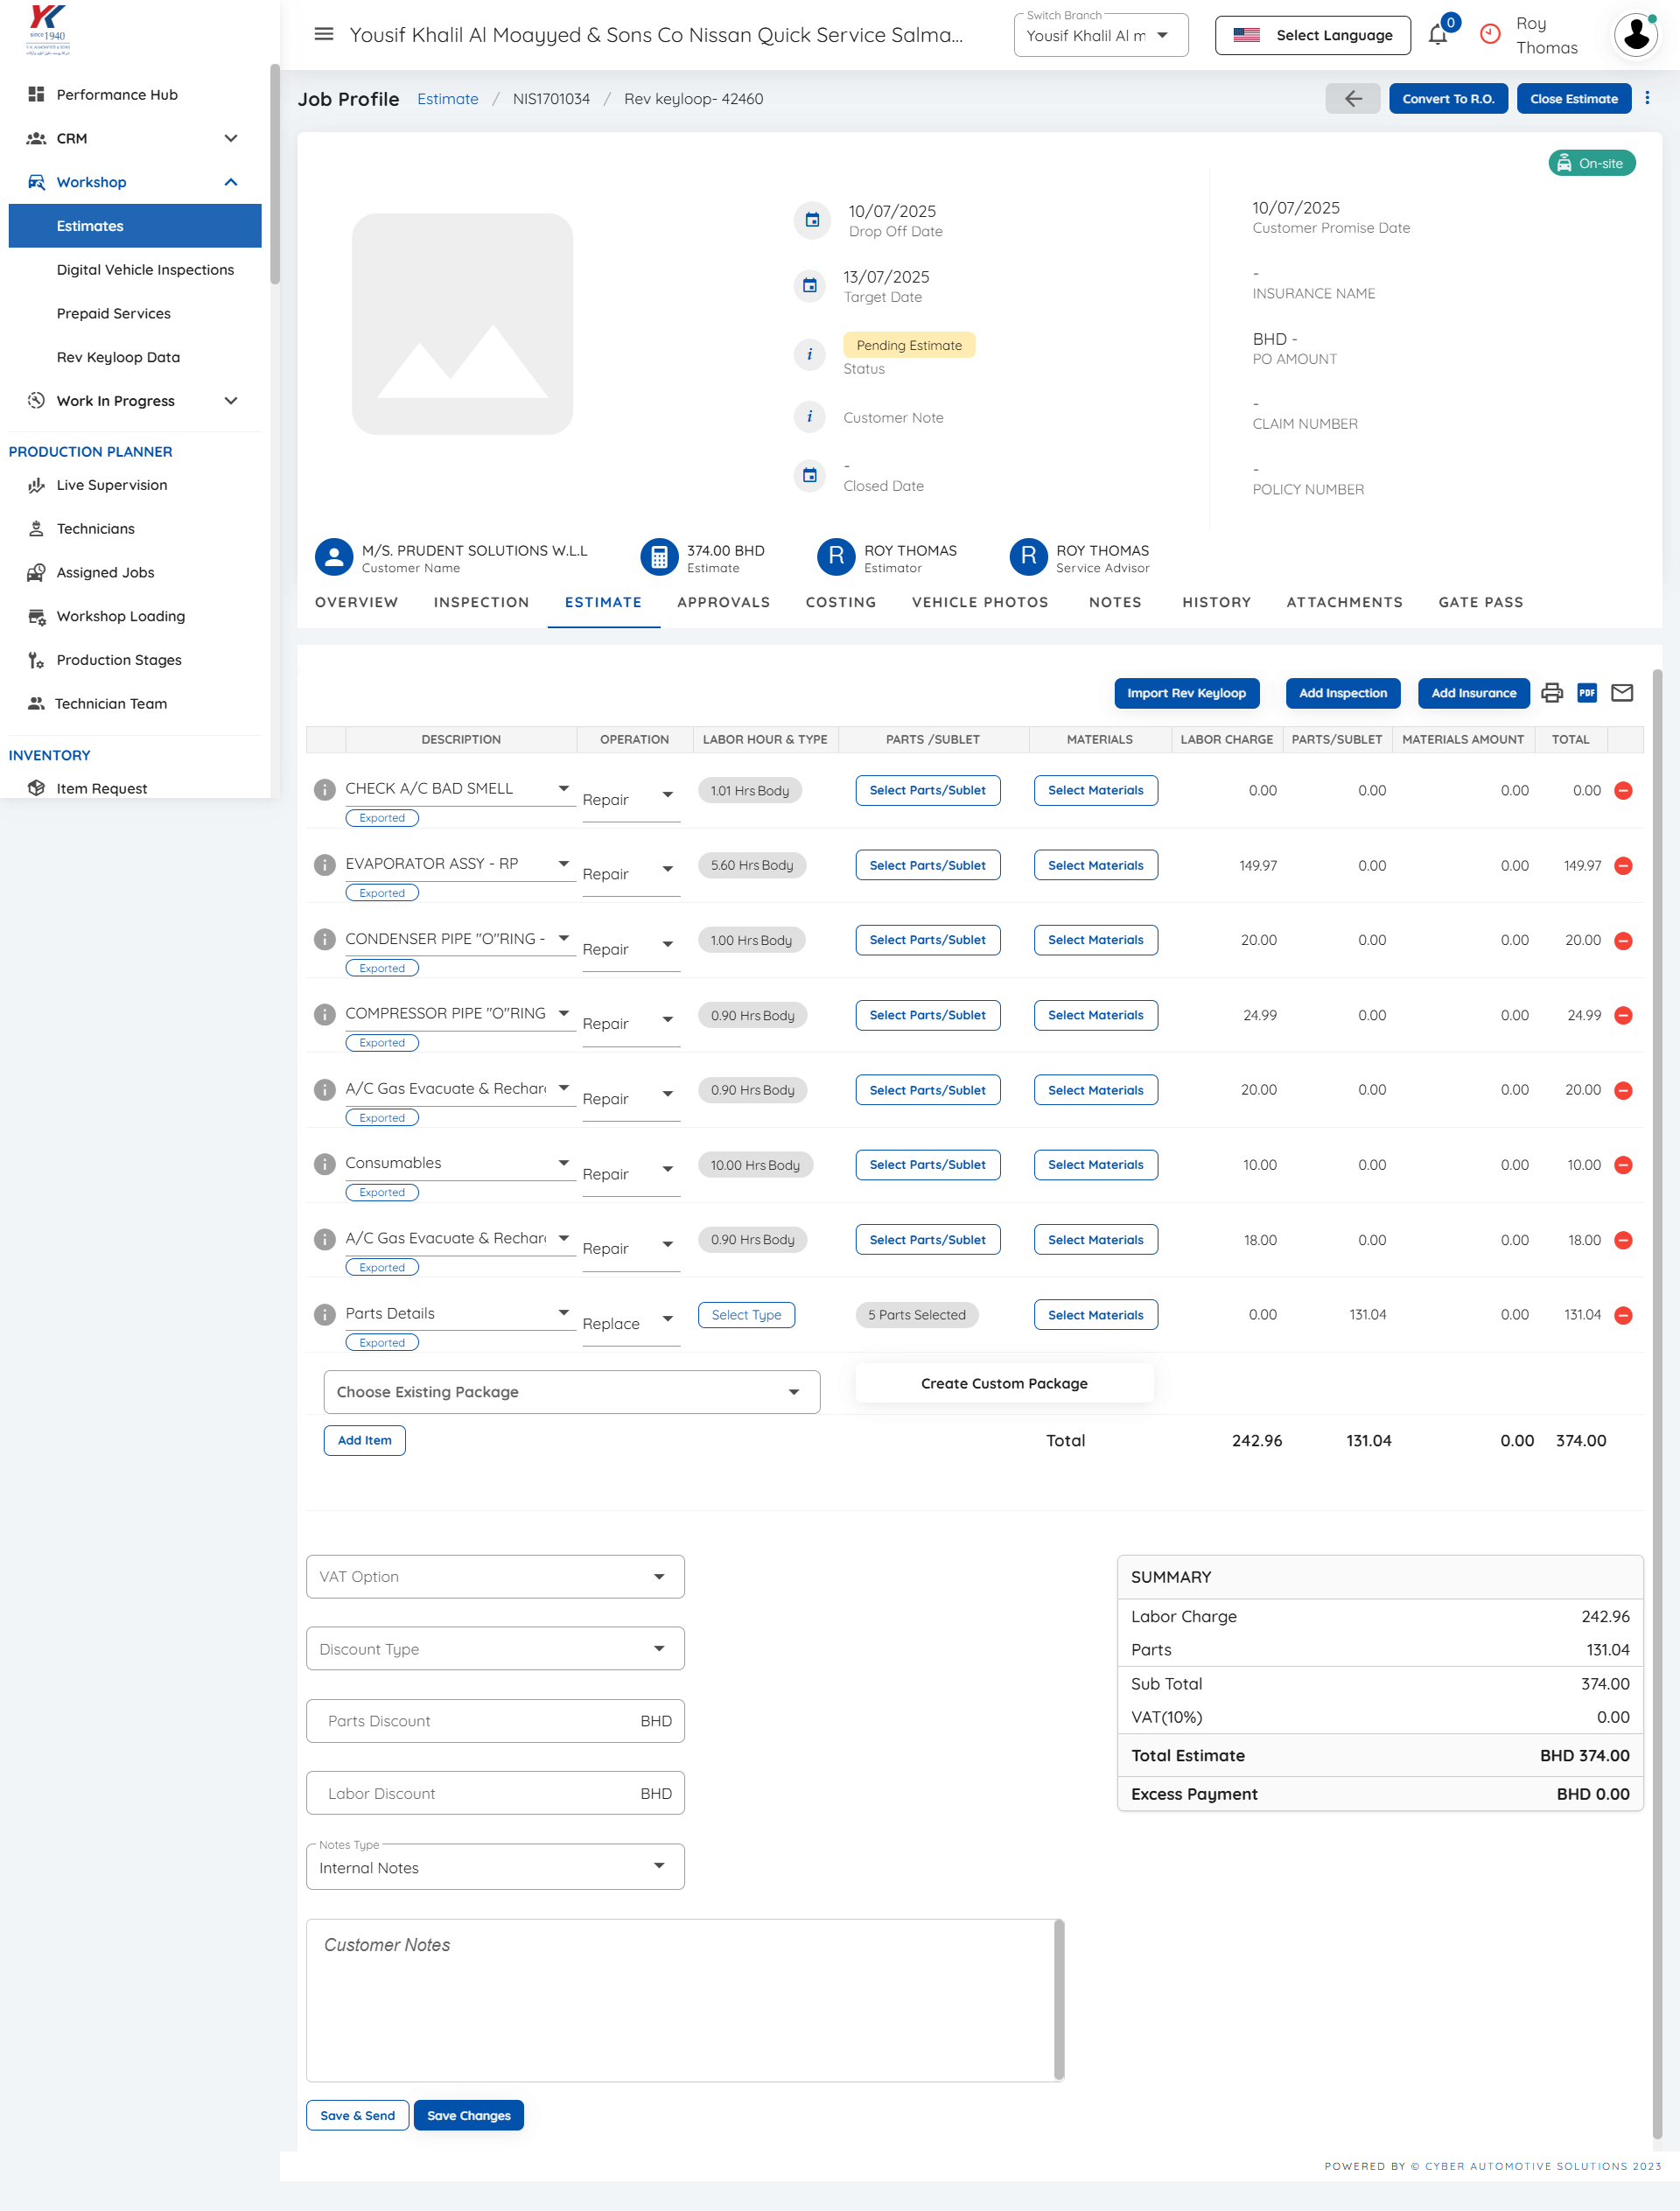 YK
since 1940
Yousif Khalil Al Moayyed & Sons Co Nissan Quick Service Salma...
Switch Branch
Yousif Khalil Al m
Select Language
0
Roy
Thomas
Performance Hub
CRM
Workshop
Estimates
Digital Vehicle Inspections
Prepaid Services
Rev Keyloop Data
Work In Progress
PRODUCTION PLANNER
Live Supervision
Technicians
Assigned Jobs
Workshop Loading
Production Stages
Technician Team
INVENTORY
Item Request
Job Profile Estimate / NIS1701034 / Rev keyloop- 42460
Convert To R.O.
Close Estimate
On-site
10/07/2025
Drop Off Date
13/07/2025
Target Date
Pending Estimate
Status
Customer Note
-
Closed Date
10/07/2025
Customer Promise Date
-
INSURANCE NAME
BHD -
PO AMOUNT
-
CLAIM NUMBER
-
POLICY NUMBER
M/S. PRUDENT SOLUTIONS W.L.L
Customer Name
374.00 BHD
Estimate
R
ROY THOMAS
Estimator
R
ROY THOMAS
Service Advisor
OVERVIEW INSPECTION ESTIMATE APPROVALS COSTING VEHICLE PHOTOS NOTES HISTORY ATTACHMENTS GATE PASS
Import Rev Keyloop Add Inspection Add Insurance PDF
DESCRIPTION OPERATION LABOR HOUR & TYPE PARTS /SUBLET MATERIALS LABOR CHARGE PARTS/SUBLET MATERIALS AMOUNT TOTAL
CHECK A/C BAD SMELL Repair 1.01 Hrs Body Select Parts/Sublet Select Materials 0.00 0.00 0.00 0.00
Exported
EVAPORATOR ASSY - RP Repair 5.60 Hrs Body Select Parts/Sublet Select Materials 149.97 0.00 0.00 149.97
Exported
CONDENSER PIPE "O"RING - Repair 1.00 Hrs Body Select Parts/Sublet Select Materials 20.00 0.00 0.00 20.00
Exported
COMPRESSOR PIPE "O"RING Repair 0.90 Hrs Body Select Parts/Sublet Select Materials 24.99 0.00 0.00 24.99
Exported
A/C Gas Evacuate & Rechar Repair 0.90 Hrs Body Select Parts/Sublet Select Materials 20.00 0.00 0.00 20.00
Exported
Consumables Repair 10.00 Hrs Body Select Parts/Sublet Select Materials 10.00 0.00 0.00 10.00
Exported
A/C Gas Evacuate & Rechar Repair 0.90 Hrs Body Select Parts/Sublet Select Materials 18.00 0.00 0.00 18.00
Exported
Parts Details Replace Select Type 5 Parts Selected Select Materials 0.00 131.04 0.00 131.04
Exported
Choose Existing Package
Create Custom Package
Add Item
Total 242.96 131.04 0.00 374.00
VAT Option
Discount Type
Parts Discount BHD
Labor Discount BHD
Notes Type
Internal Notes
SUMMARY
Labor Charge 242.96
Parts 131.04
Sub Total 374.00
VAT(10%) 0.00
Total Estimate BHD 374.00
Excess Payment BHD 0.00
Customer Notes
Save & Send Save Changes
POWERED BY © CYBER AUTOMOTIVE SOLUTIONS 2023